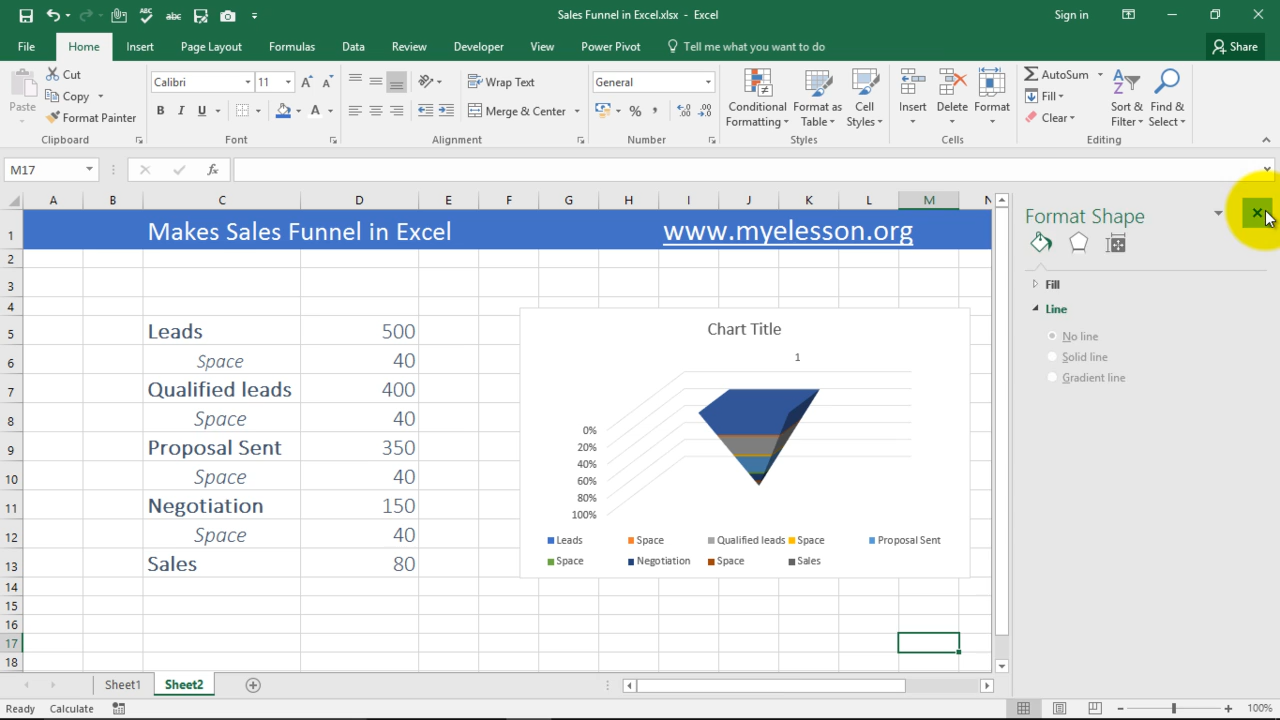 Sales Funnel in Excel.xlsx - Excel
Sign in
File Home Insert Page Layout Formulas Data Review Developer View Power Pivot Tell me what you want to do Share
Paste
Cut
Copy
Format Painter
Clipboard
Calibri 11
B I U A
Font
Wrap Text
Merge & Center
Alignment
General
%
Number
Conditional Formatting
Format as Table
Cell Styles
Styles
Insert Delete Format
Cells
AutoSum
Fill
Clear
Sort & Filter
Find & Select
Editing
M17 fx
A B C D E F G H I J K L M N
1 Makes Sales Funnel in Excel www.myelesson.org
2
3
4
5 Leads 500
6 Space 40
7 Qualified leads 400
8 Space 40
9 Proposal Sent 350
10 Space 40
11 Negotiation 150
12 Space 40
13 Sales 80
14
15
16
17
18
Chart Title
1
0%
20%
40%
60%
80%
100%
Leads Space Qualified leads Space Proposal Sent
Space Negotiation Space Sales
Format Shape
Fill
Line
No line
Solid line
Gradient line
Sheet1 Sheet2
Ready Calculate 100%